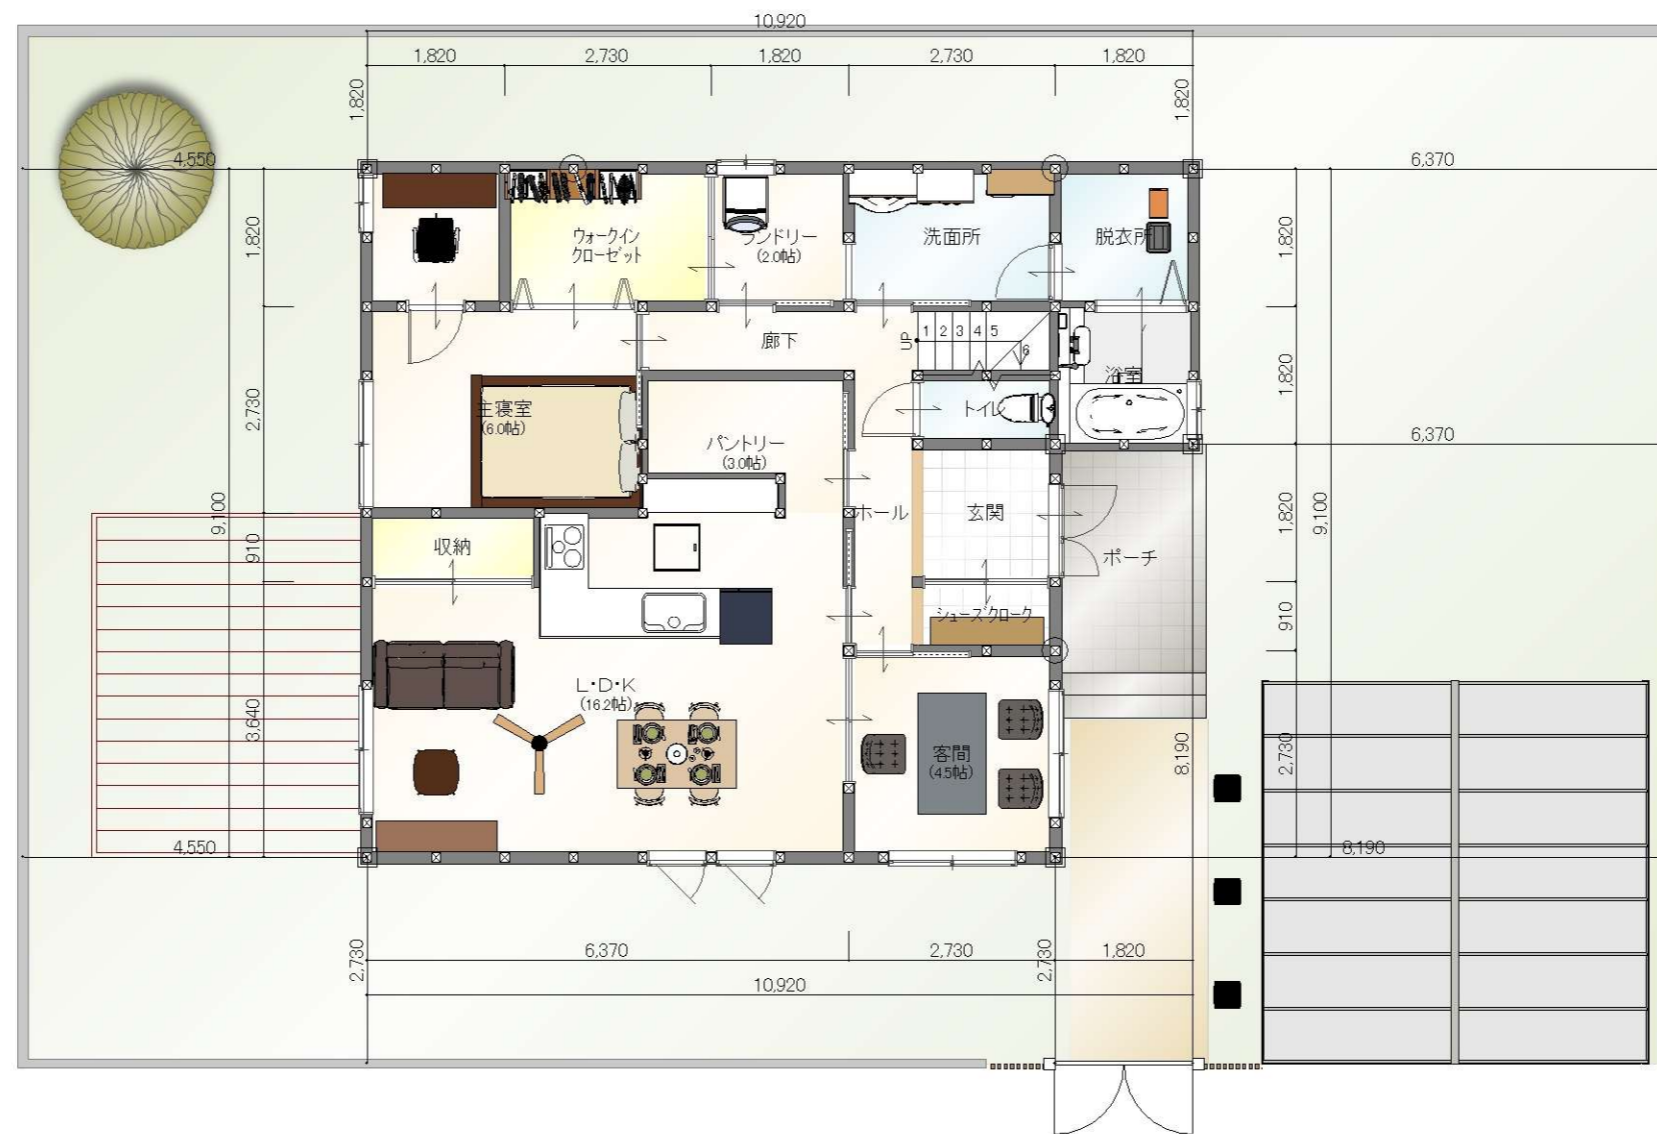 10,920
1,820
2,730
1,820
2,730
1,820
1,820
1,820
4,550
6,370
1,820
ウォークイン
クローゼット
ランドリー
(2.0帖)
洗面所
脱衣所
1,820
廊下
UP
1
2
3
4
5
6
浴室
1,820
2,730
主寝室
(6.0帖)
パントリー
(3.0帖)
トイレ
6,370
9,100
910
収納
ホール
玄関
ポーチ
1,820
9,100
シューズクローク
910
L・D・K
(16.2帖)
3,640
客間
(4.5帖)
8,190
2,730
4,550
8,190
2,730
6,370
2,730
2,730
1,820
10,920